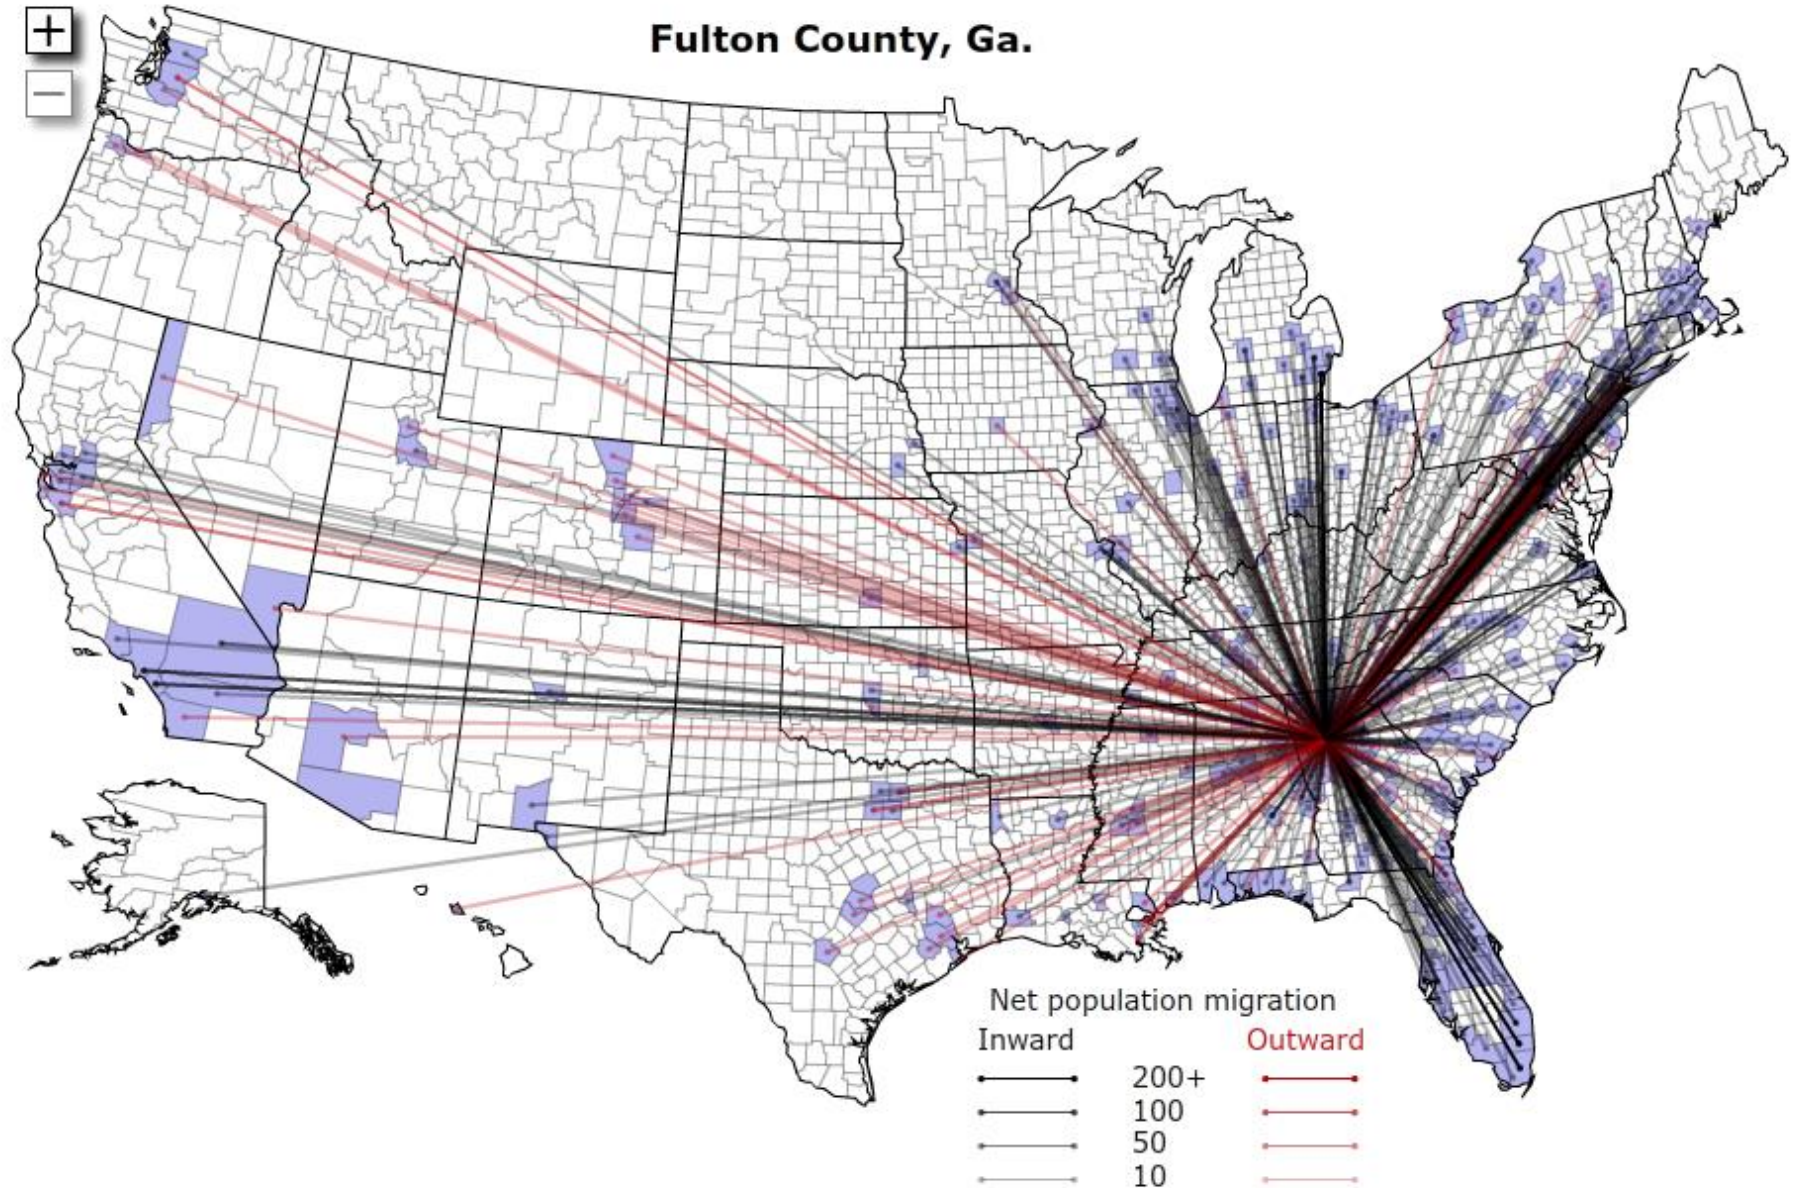 +
−
Fulton County, Ga.
Net population migration
Inward Outward
200+
100
50
10